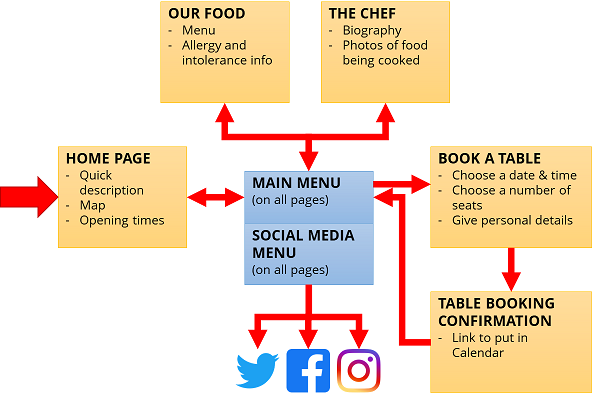 OUR FOOD
- Menu
- Allergy and
intolerance info
THE CHEF
- Biography
- Photos of food
being cooked
HOME PAGE
- Quick
description
- Map
- Opening times
MAIN MENU
(on all pages)
SOCIAL MEDIA
MENU
(on all pages)
BOOK A TABLE
- Choose a date & time
- Choose a number of
seats
- Give personal details
TABLE BOOKING
CONFIRMATION
- Link to put in
Calendar